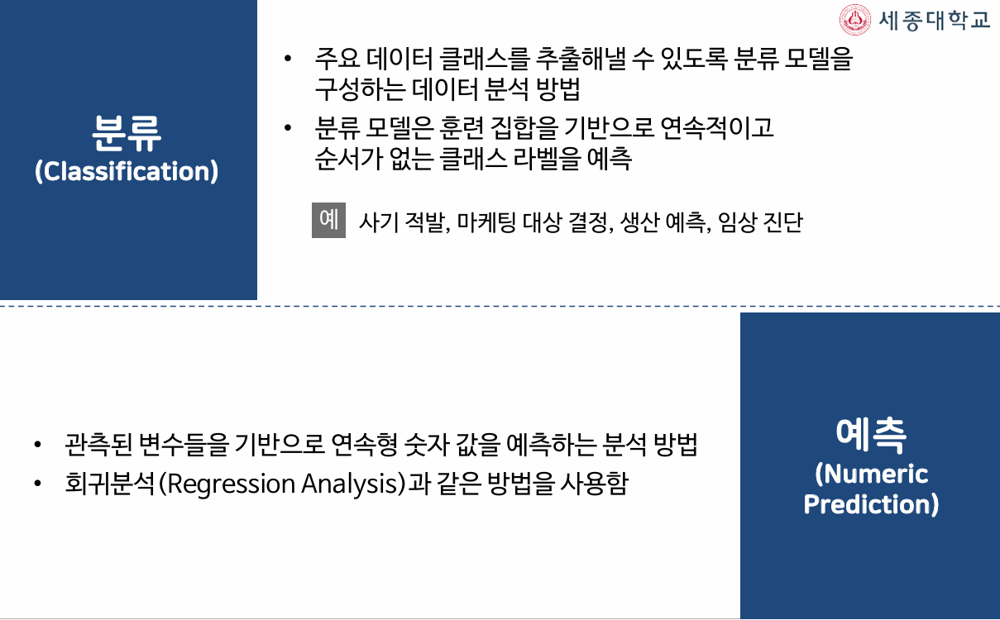 세종대학교
분류
(Classification)
• 주요 데이터 클래스를 추출해낼 수 있도록 분류 모델을
구성하는 데이터 분석 방법
• 분류 모델은 훈련 집합을 기반으로 연속적이고
순서가 없는 클래스 라벨을 예측
예 사기 적발, 마케팅 대상 결정, 생산 예측, 임상 진단
• 관측된 변수들을 기반으로 연속형 숫자 값을 예측하는 분석 방법
• 회귀분석(Regression Analysis)과 같은 방법을 사용함
예측
(Numeric
Prediction)